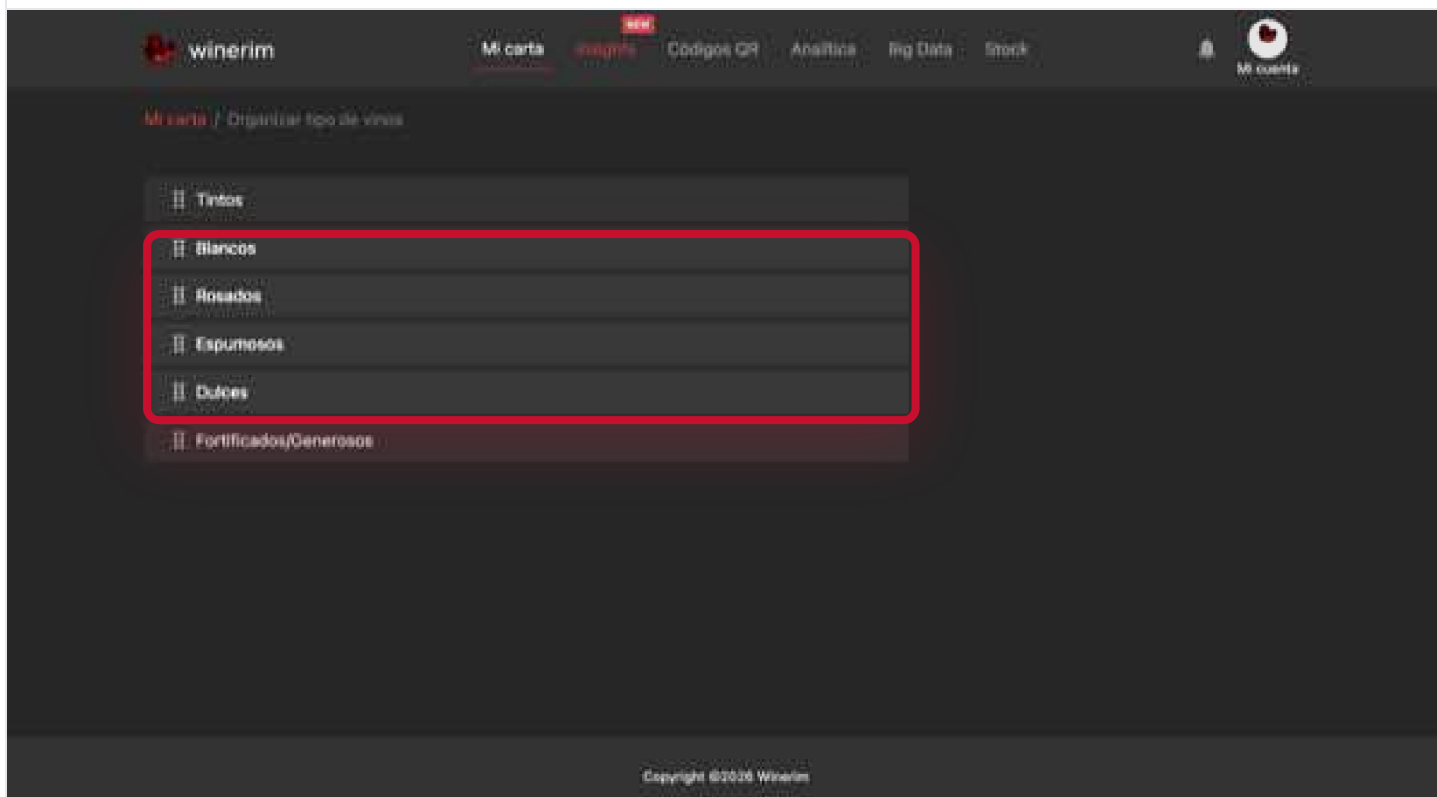 NEW
winerim
Mi carta Insights Códigos QR Analítica Big Data Stock
Mi cuenta
Mi carta / Organizar tipo de vinos
Tintos
Blancos
Rosados
Espumosos
Dulces
Fortificados/Generosos
Copyright ©2026 Winerim